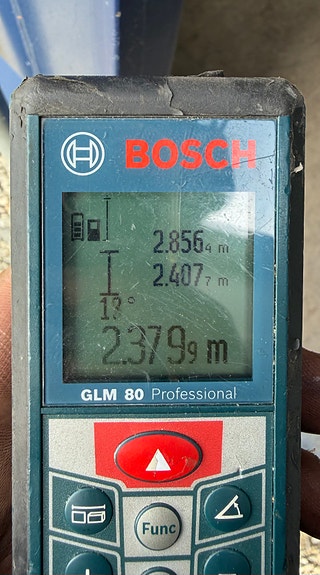 BOSCH
2.8564 m
2.4077 m
13°
2.3799 m
GLM 80 Professional
Func